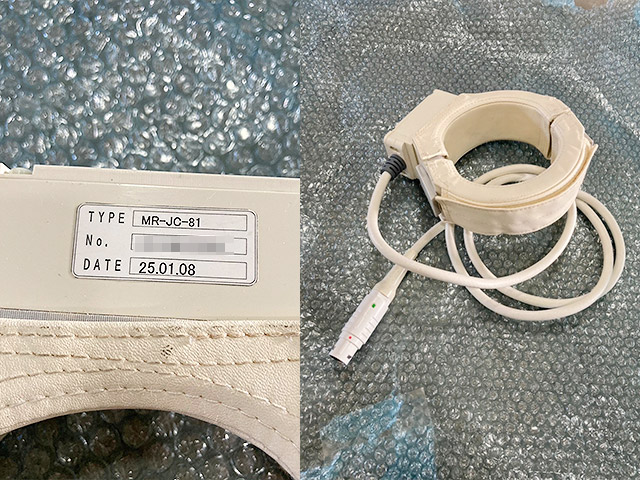 TYPE MR-JC-81
No.
DATE 25.01.08